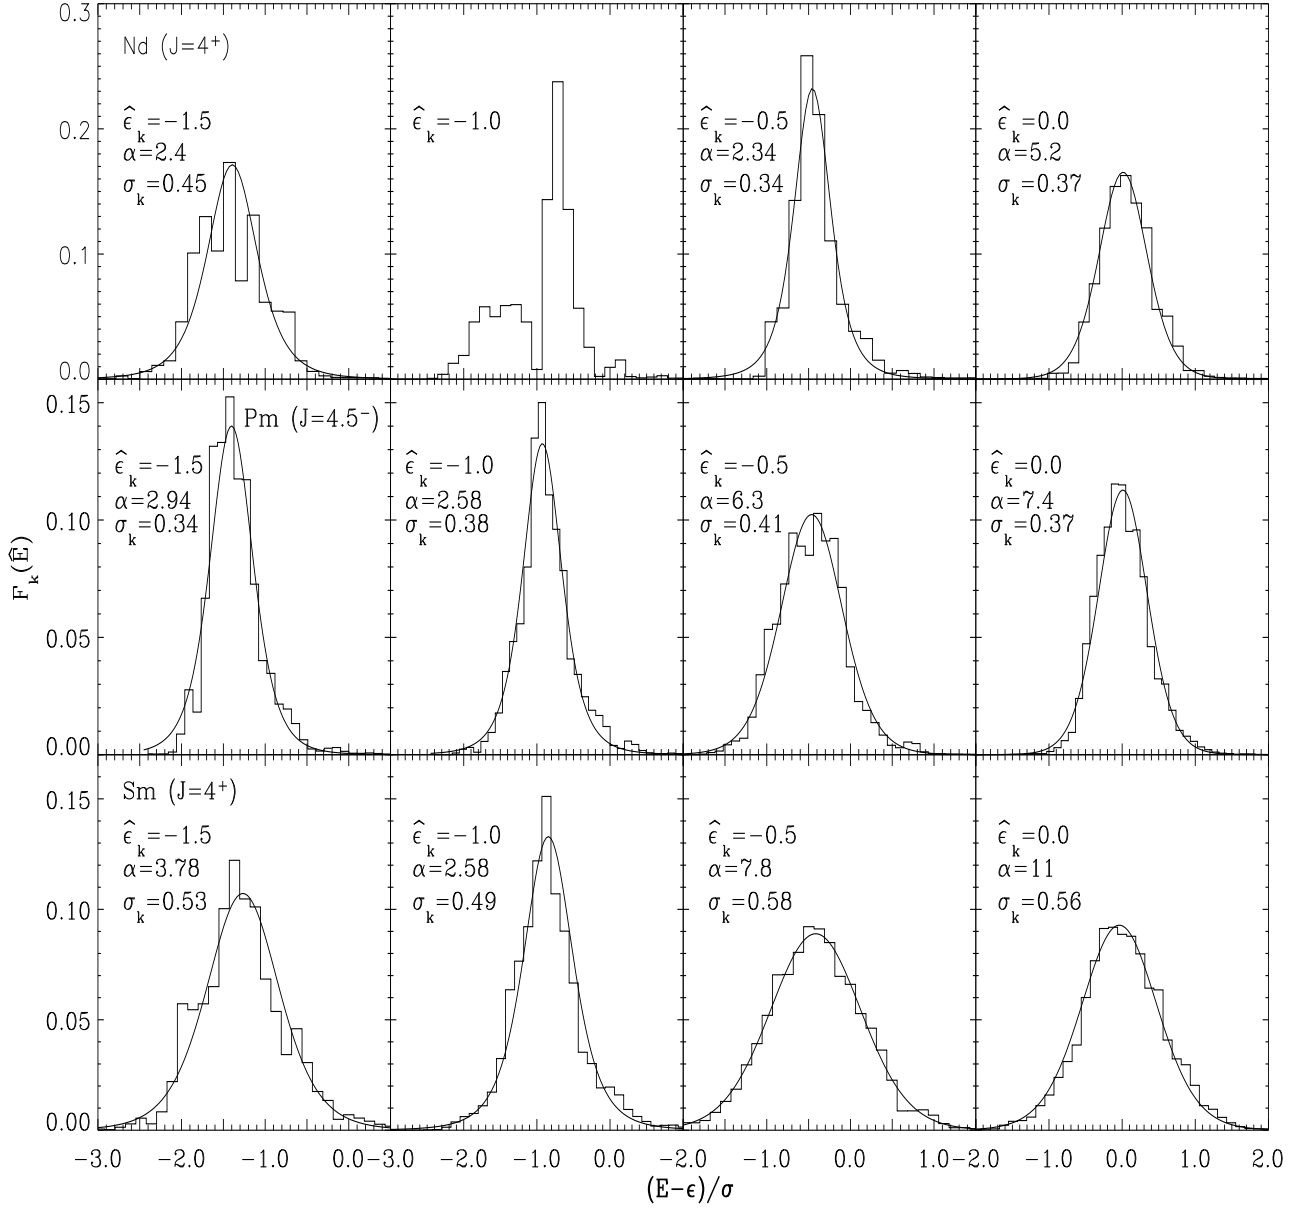 0.3
Nd (J=4⁺)
ε̂ₖ=−1.5
α=2.4
σₖ=0.45
ε̂ₖ=−1.0
ε̂ₖ=−0.5
α=2.34
σₖ=0.34
ε̂ₖ=0.0
α=5.2
σₖ=0.37
0.2
0.1
0.0
0.15
Pm (J=4.5⁻)
ε̂ₖ=−1.5
α=2.94
σₖ=0.34
ε̂ₖ=−1.0
α=2.58
σₖ=0.38
ε̂ₖ=−0.5
α=6.3
σₖ=0.41
ε̂ₖ=0.0
α=7.4
σₖ=0.37
0.10
0.05
0.00
Fₖ(Ê)
Sm (J=4⁺)
0.15
ε̂ₖ=−1.5
α=3.78
σₖ=0.53
ε̂ₖ=−1.0
α=2.58
σₖ=0.49
ε̂ₖ=−0.5
α=7.8
σₖ=0.58
ε̂ₖ=0.0
α=11
σₖ=0.56
0.10
0.05
0.00
-3.0 -2.0 -1.0 0.0-3.0 -2.0 -1.0 0.0 -2.0 -1.0 0.0 1.0-2.0 -1.0 0.0 1.0 2.0
(E−ϵ)/σ